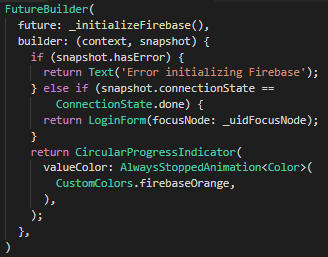 FutureBuilder(
  future: _initializeFirebase(),
  builder: (context, snapshot) {
    if (snapshot.hasError) {
      return Text('Error initializing Firebase');
    } else if (snapshot.connectionState ==
        ConnectionState.done) {
      return LoginForm(focusNode: _uidFocusNode);
    }
    return CircularProgressIndicator(
      valueColor: AlwaysStoppedAnimation<Color>(
        CustomColors.firebaseOrange,
      ),
    );
  },
)